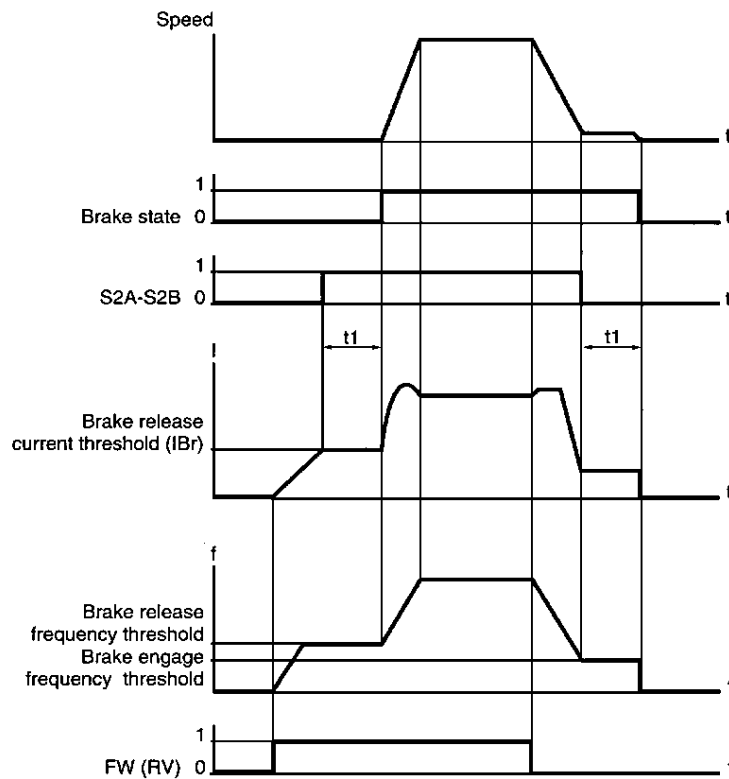 Speed
t
1
Brake state 0
t
1
S2A-S2B 0
t
t1 t1
I
Brake release
current threshold (IBr)
t
f
Brake release
frequency threshold
Brake engage
frequency threshold
1
FW (RV) 0